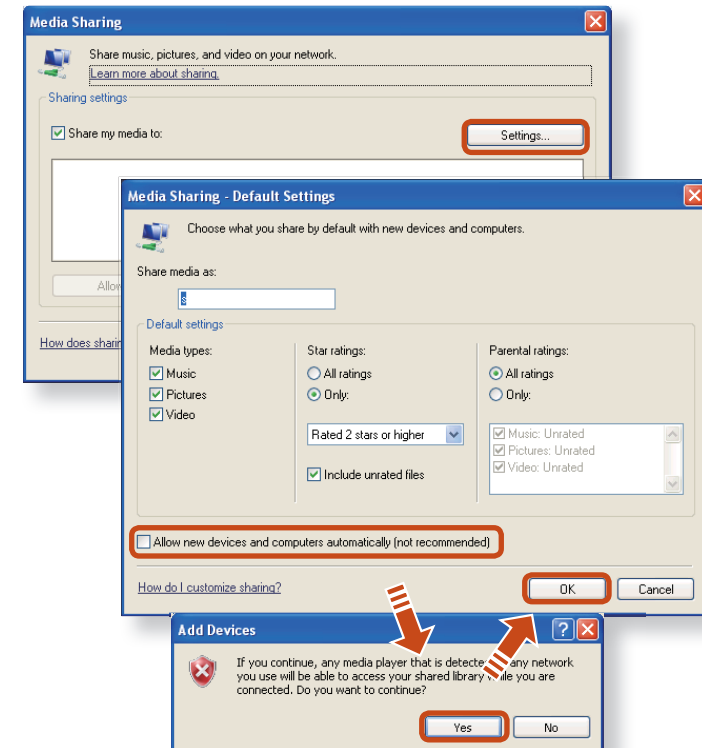 Media Sharing
Share music, pictures, and video on your network.
Learn more about sharing.
Sharing settings
Share my media to:
Settings...
Media Sharing - Default Settings
Choose what you share by default with new devices and computers.
Share media as:
s
Default settings
Media types:
Music
Pictures
Video
Star ratings:
All ratings
Only:
Rated 2 stars or higher
Include unrated files
Parental ratings:
All ratings
Only:
Music: Unrated
Pictures: Unrated
Video: Unrated
How does
Allow new devices and computers automatically (not recommended)
How do I customize sharing?
OK
Cancel
Add Devices
If you continue, any media player that is any network
you use will be able to access your shared library you are
connected. Do you want to continue?
Yes
No